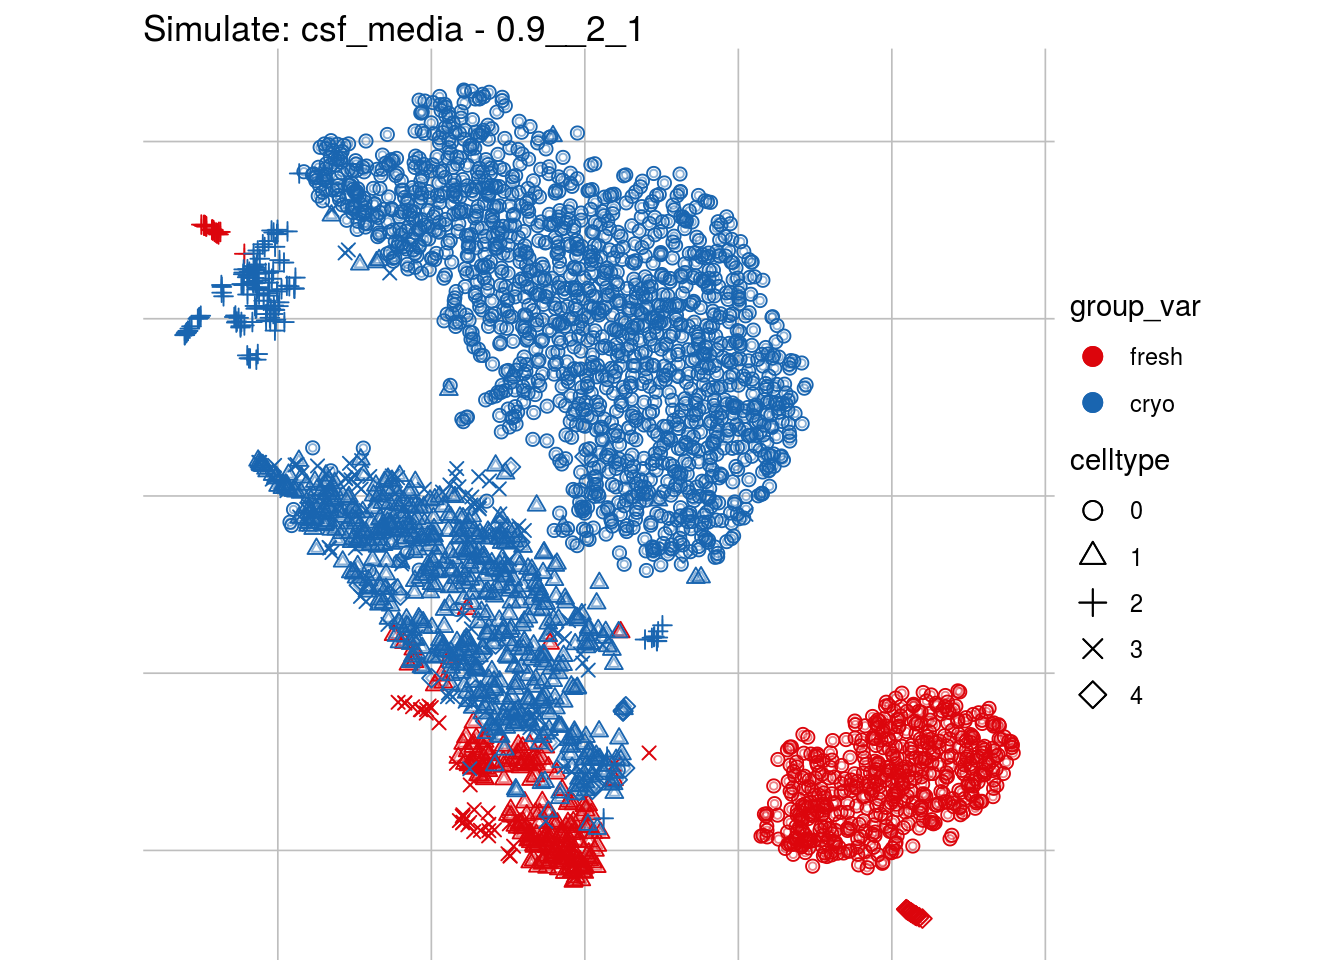 Simulate: csf_media - 0.9__2_1
group_var
fresh
cryo
celltype
0
1
2
3
4